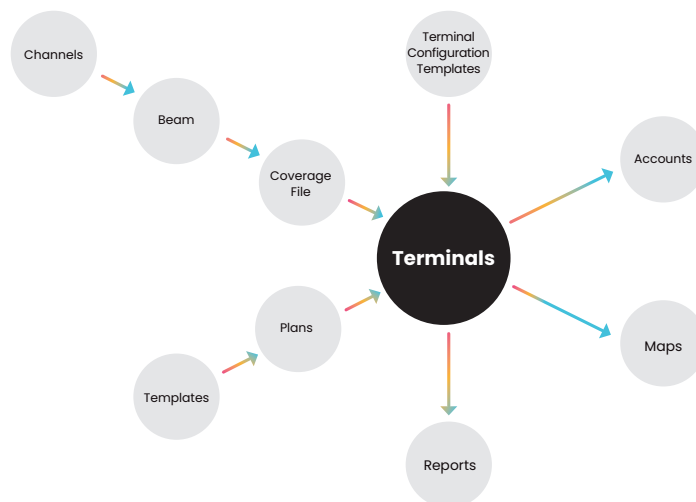 Channels
Terminal
Configuration
Templates
Beam
Accounts
Coverage
File
Terminals
Plans
Maps
Templates
Reports